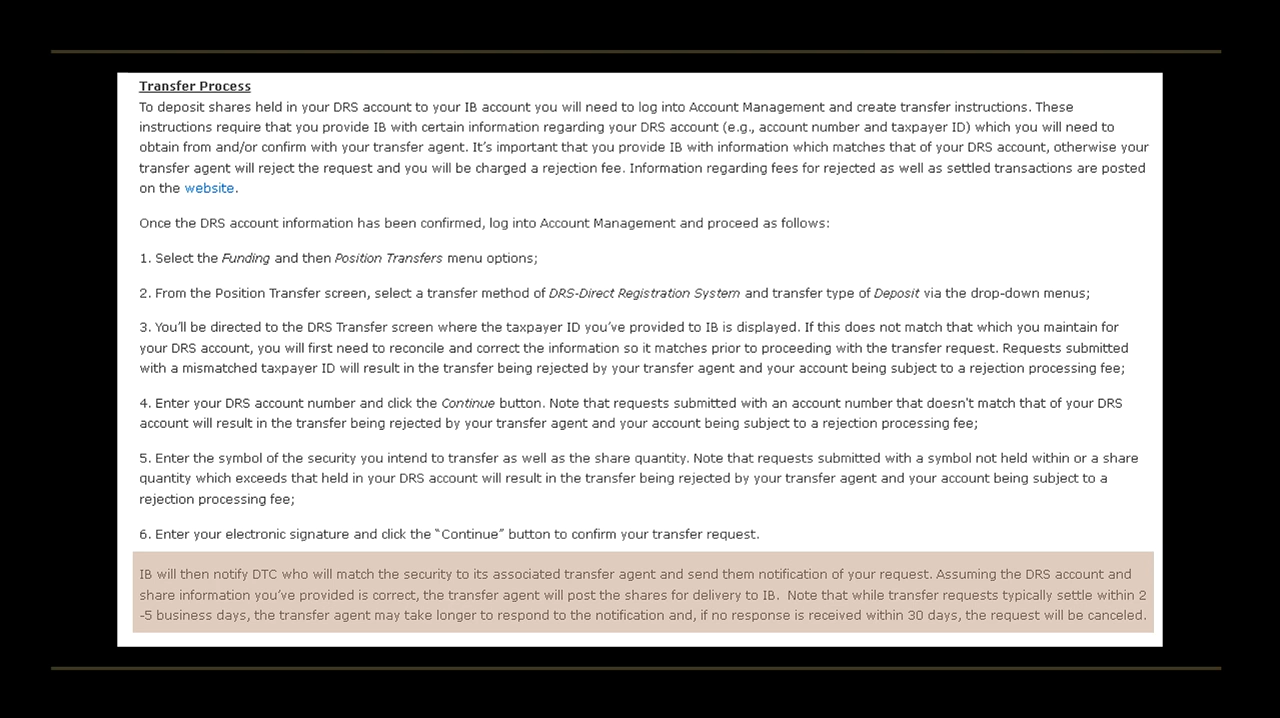 Transfer Process
To deposit shares held in your DRS account to your IB account you will need to log into Account Management and create transfer instructions. These
instructions require that you provide IB with certain information regarding your DRS account (e.g., account number and taxpayer ID) which you will need to
obtain from and/or confirm with your transfer agent. It's important that you provide IB with information which matches that of your DRS account, otherwise your
transfer agent will reject the request and you will be charged a rejection fee. Information regarding fees for rejected as well as settled transactions are posted
on the website.
Once the DRS account information has been confirmed, log into Account Management and proceed as follows:
1. Select the Funding and then Position Transfers menu options;
2. From the Position Transfer screen, select a transfer method of DRS-Direct Registration System and transfer type of Deposit via the drop-down menus;
3. You'll be directed to the DRS Transfer screen where the taxpayer ID you've provided to IB is displayed. If this does not match that which you maintain for
your DRS account, you will first need to reconcile and correct the information so it matches prior to proceeding with the transfer request. Requests submitted
with a mismatched taxpayer ID will result in the transfer being rejected by your transfer agent and your account being subject to a rejection processing fee;
4. Enter your DRS account number and click the Continue button. Note that requests submitted with an account number that doesn't match that of your DRS
account will result in the transfer being rejected by your transfer agent and your account being subject to a rejection processing fee;
5. Enter the symbol of the security you intend to transfer as well as the share quantity. Note that requests submitted with a symbol not held within or a share
quantity which exceeds that held in your DRS account will result in the transfer being rejected by your transfer agent and your account being subject to a
rejection processing fee;
6. Enter your electronic signature and click the "Continue" button to confirm your transfer request.
IB will then notify DTC who will match the security to its associated transfer agent and send them notification of your request. Assuming the DRS account and
share information you've provided is correct, the transfer agent will post the shares for delivery to IB.  Note that while transfer requests typically settle within 2
-5 business days, the transfer agent may take longer to respond to the notification and, if no response is received within 30 days, the request will be canceled.